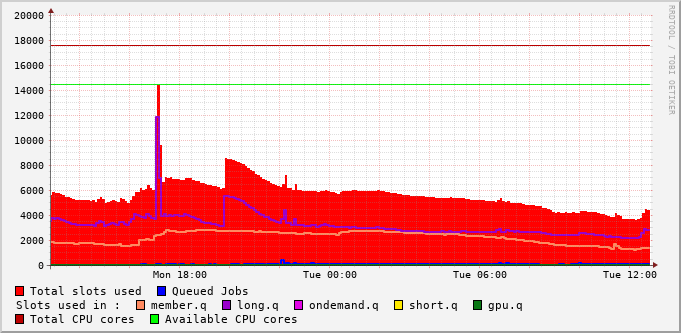 RRDTOOL / TOBI OETIKER
20000
18000
16000
14000
12000
10000
8000
6000
4000
2000
0
Mon 18:00 Tue 00:00 Tue 06:00 Tue 12:00
Total slots used Queued Jobs
Slots used in : member.q long.q ondemand.q short.q gpu.q
Total CPU cores Available CPU cores